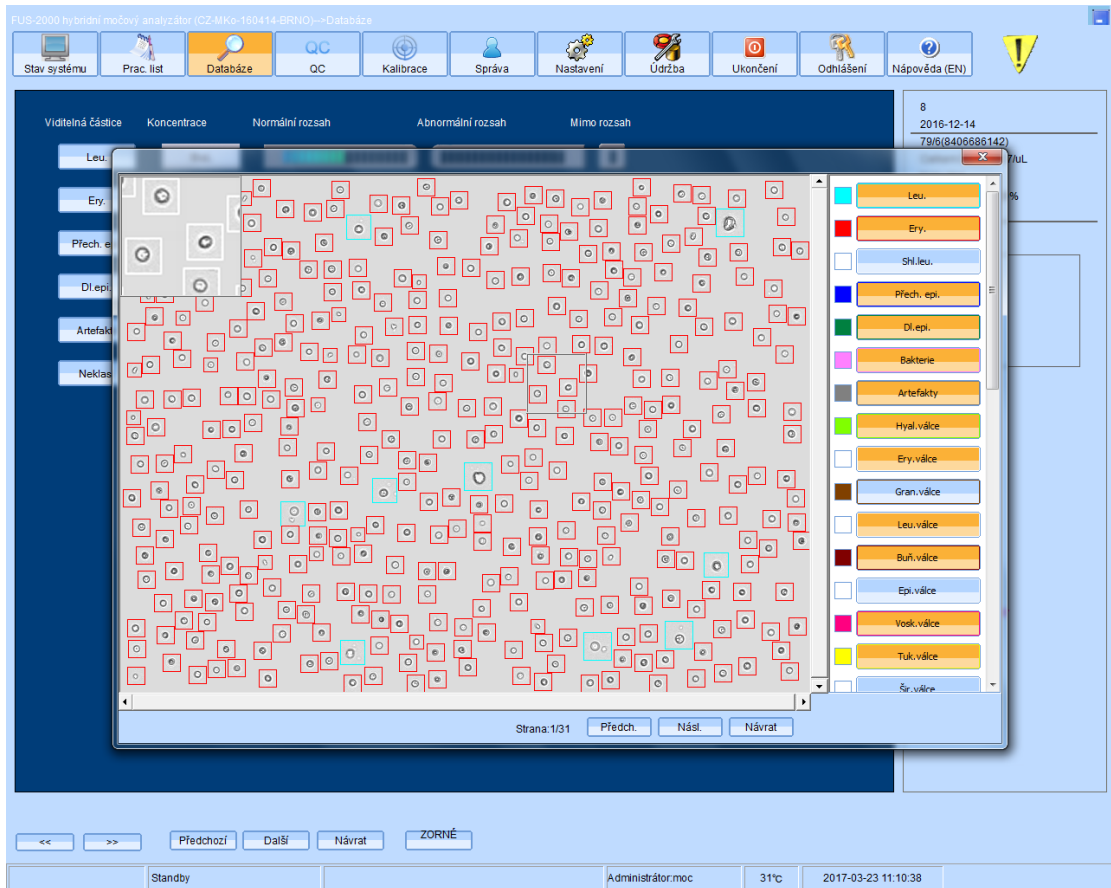 FUS-2000 hybridní močový analyzátor (CZ-MKo-160414-BRNO)-->Databáze
Stav systému
Prac. list
Databáze
QC
QC
Kalibrace
Správa
Nastavení
Údržba
Ukončení
Odhlášení
Nápověda (EN)
Viditelná částice
Koncentrace
Normální rozsah
Abnormální rozsah
Mimo rozsah
8
2016-12-14
79/6(8406686142)
7/uL
%
Leu.
Ery.
Přech. e
Dl.epi.
Artefakt
Neklas
Leu.
Ery.
Shl.leu.
Přech. epi.
Dl.epi.
Bakterie
Artefakty
Hyal.válce
Ery.válce
Gran.válce
Leu.válce
Buň.válce
Epi.válce
Vosk.válce
Tuk.válce
Šir.válce
Strana:1/31
Předch.
Násl.
Návrat
<<
>>
Předchozí
Další
Návrat
ZORNÉ
Standby
Administrátor:moc
31℃
2017-03-23 11:10:38